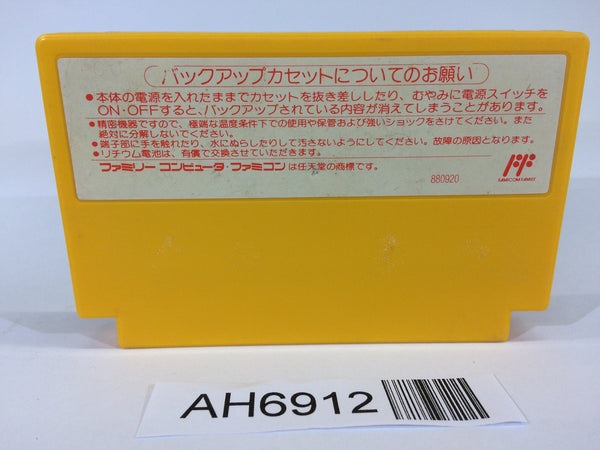 バックアップカセットについてのお願い
●本体の電源を入れたままでカセットを抜き差ししたり、むやみに電源スイッチを
ON・OFFすると、バックアップされている内容が消えてしまうことがあります。
●精密機器ですので、極端な温度条件下での使用や保管および強いショックをさけてください。また
絶対に分解しないでください。
●端子部に手を触れたり、水にぬらしたりして汚さないようにしてください。故障の原因となります。
●リチウム電池は、有償で交換させていただきます。
ファミリーコンピュータ・ファミコンは任天堂の商標です。
880920
FF
FAMICOM FAMILY
AH6912